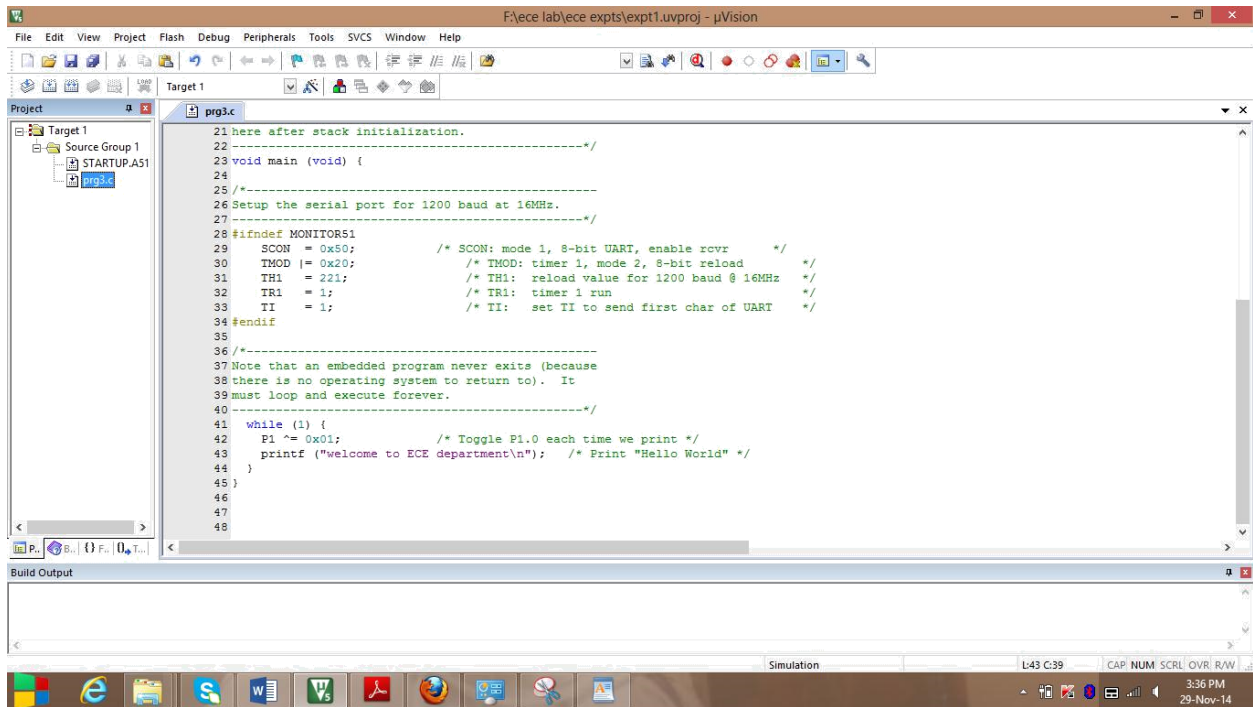 F:\ece lab\ece expts\expt1.uvproj - µVision
File Edit View Project Flash Debug Peripherals Tools SVCS Window Help
Target 1
Project
prg3.c
Target 1
Source Group 1
STARTUP.A51
prg3.c
21 here after stack initialization.
22 ------------------------------------------------*/
23 void main (void) {
24
25 /*------------------------------------------------
26 Setup the serial port for 1200 baud at 16MHz.
27 ------------------------------------------------*/
28 #ifndef MONITOR51
29 SCON = 0x50; /* SCON: mode 1, 8-bit UART, enable rcvr */
30 TMOD |= 0x20; /* TMOD: timer 1, mode 2, 8-bit reload */
31 TH1 = 221; /* TH1: reload value for 1200 baud @ 16MHz */
32 TR1 = 1; /* TR1: timer 1 run */
33 TI = 1; /* TI: set TI to send first char of UART */
34 #endif
35
36 /*------------------------------------------------
37 Note that an embedded program never exits (because
38 there is no operating system to return to). It
39 must loop and execute forever.
40 ------------------------------------------------*/
41 while (1) {
42 P1 ^= 0x01; /* Toggle P1.0 each time we print */
43 printf ("welcome to ECE department\n"); /* Print "Hello World" */
44 }
45 }
46
47
48
P.. B.. {} F.. T...
Build Output
Simulation L:43 C:39 CAP NUM SCRL OVR R/W
3:36 PM
29-Nov-14